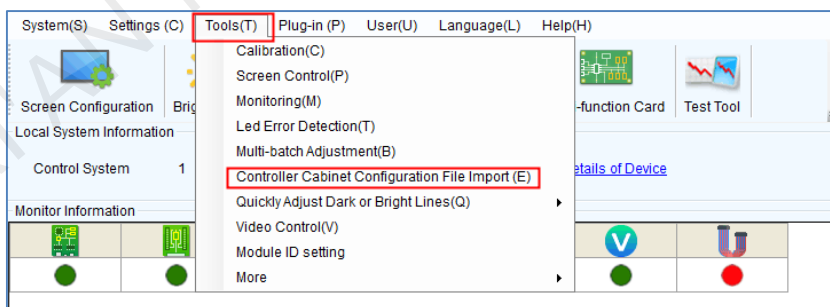 System(S) Settings (C) Tools(T) Plug-in (P) User(U) Language(L) Help(H)
Calibration(C)
Screen Control(P)
Monitoring(M)
Led Error Detection(T)
Multi-batch Adjustment(B)
Controller Cabinet Configuration File Import (E)
Quickly Adjust Dark or Bright Lines(Q)
Video Control(V)
Module ID setting
More
Screen Configuration Brig -function Card Test Tool
Local System Information
Control System 1 etails of Device
Monitor Information